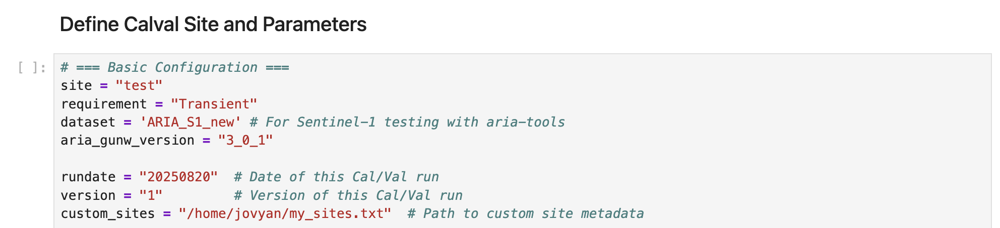 Define Calval Site and Parameters
[ ]:
# === Basic Configuration ===
site = "test"
requirement = "Transient"
dataset = 'ARIA_S1_new' # For Sentinel-1 testing with aria-tools
aria_gunw_version = "3_0_1"
rundate = "20250820"  # Date of this Cal/Val run
version = "1"         # Version of this Cal/Val run
custom_sites = "/home/jovyan/my_sites.txt"  # Path to custom site metadata